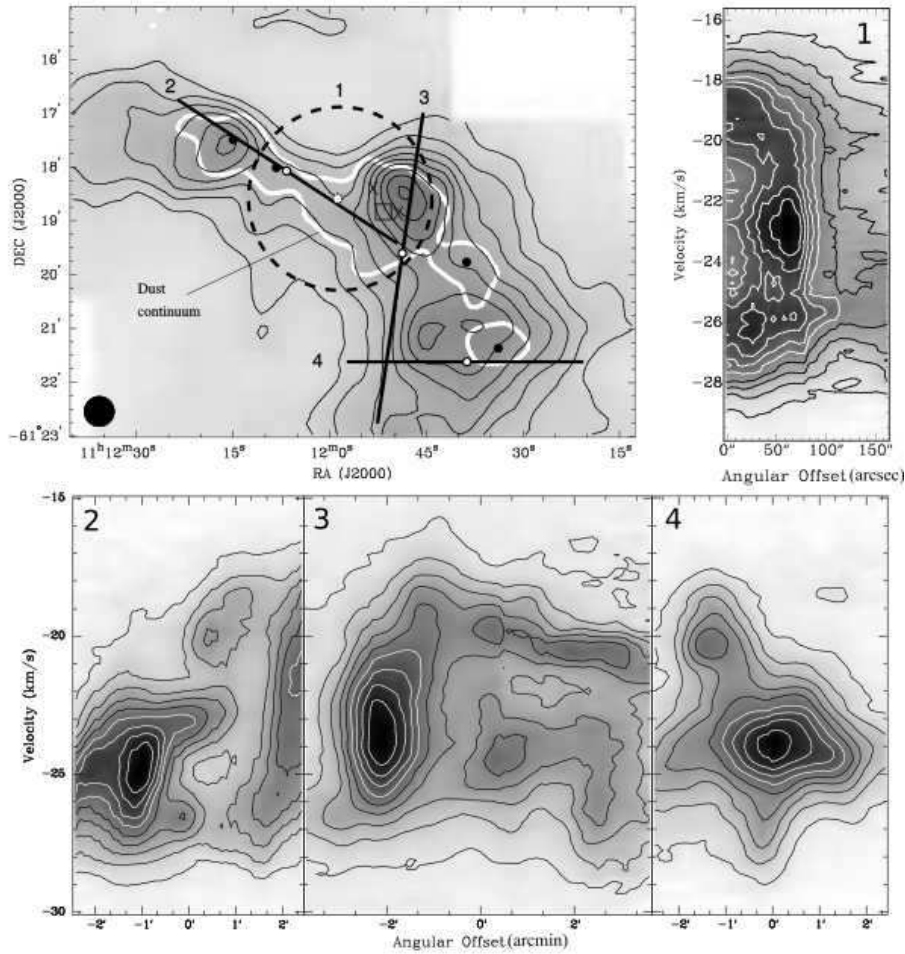 16'
17'
18'
19'
20'
21'
22'
-61°23'
DEC (J2000)
2
1
3
4
X
X
Dust
continuum
11h12m30s
15s
12m00s
45s
30s
15s
RA (J2000)
1
-16
-18
-20
-22
-24
-26
-28
Velocity (km/s)
0"
50"
100"
150"
Angular Offset (arcsec)
-15
-20
-25
-30
Velocity (km/s)
2
3
4
-2'
-1'
0'
1'
2'
-2'
0'
2'
-2'
-1'
0'
1'
2'
Angular Offset (arcmin)